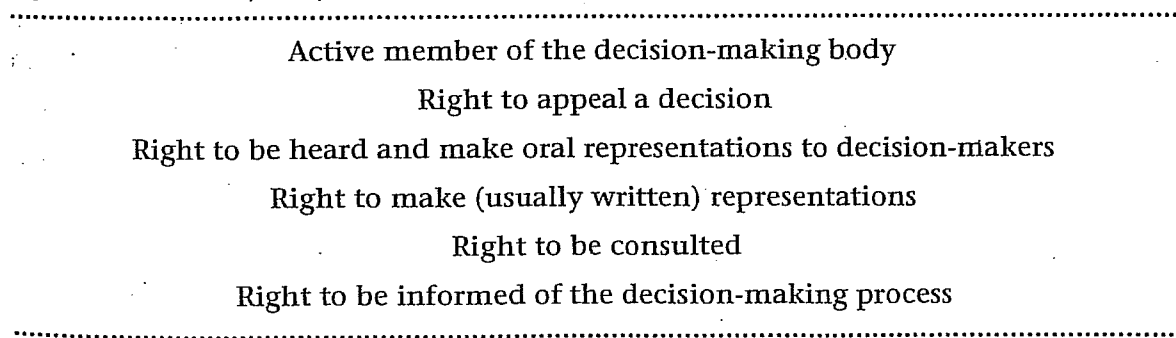 Active member of the decision-making body
Right to appeal a decision
Right to be heard and make oral representations to decision-makers
Right to make (usually written) representations
Right to be consulted
Right to be informed of the decision-making process